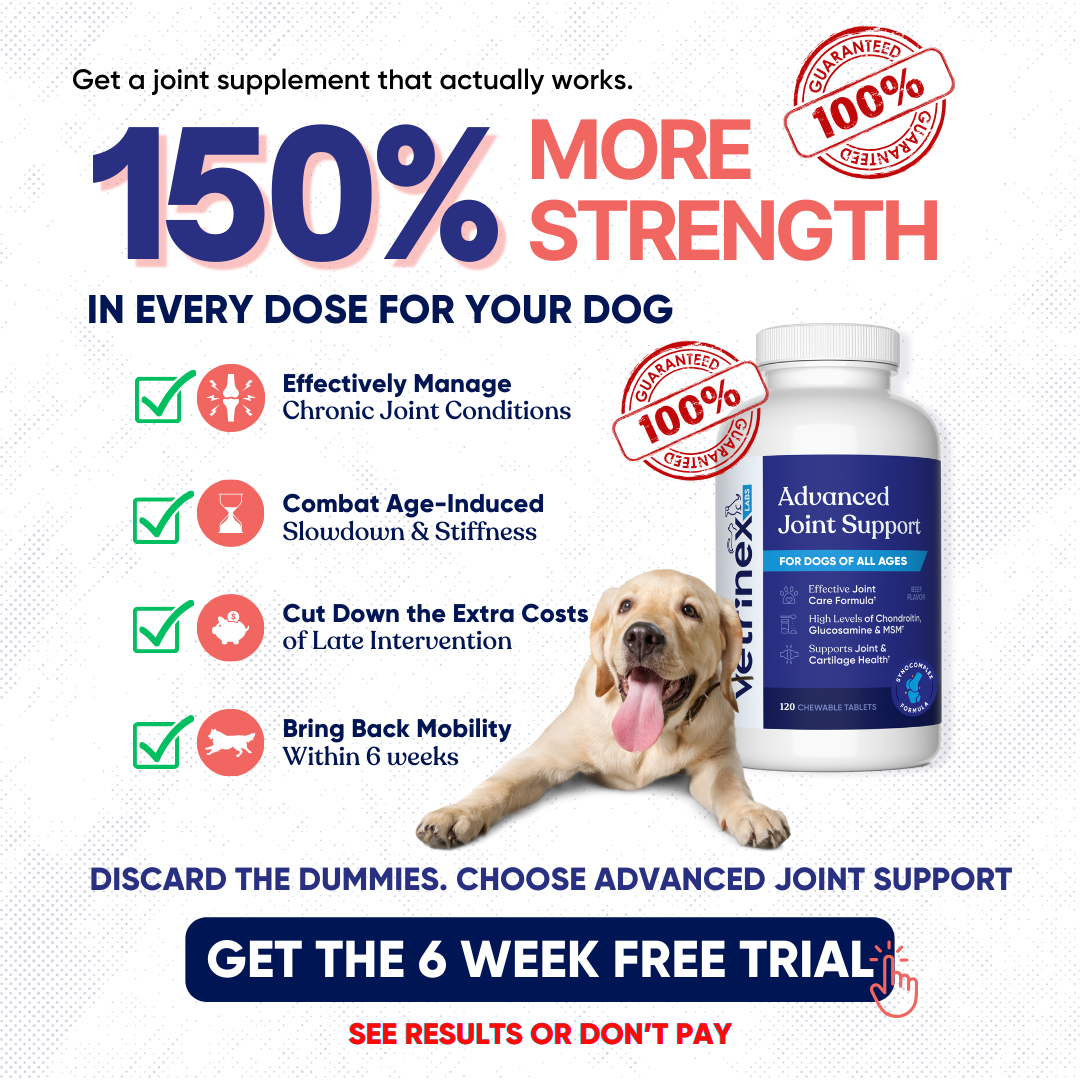 Get a joint supplement that actually works.
GUARANTEED
100%
GUARANTEED
150%
MORE
STRENGTH
IN EVERY DOSE FOR YOUR DOG
GUARANTEED
100%
GUARANTEED
Effectively Manage
Chronic Joint Conditions
Combat Age-Induced
Slowdown & Stiffness
Cut Down the Extra Costs
of Late Intervention
Bring Back Mobility
Within 6 weeks
vetrinex
LABS
Advanced
Joint Support
FOR DOGS OF ALL AGES
Effective Joint
Care Formula†
BEEF
FLAVOR
High Levels of Chondroitin,
Glucosamine & MSM†
Supports Joint &
Cartilage Health†
SYNOCOMPLEX
FORMULA
120 CHEWABLE TABLETS
$
DISCARD THE DUMMIES. CHOOSE ADVANCED JOINT SUPPORT
GET THE 6 WEEK FREE TRIAL
SEE RESULTS OR DON'T PAY